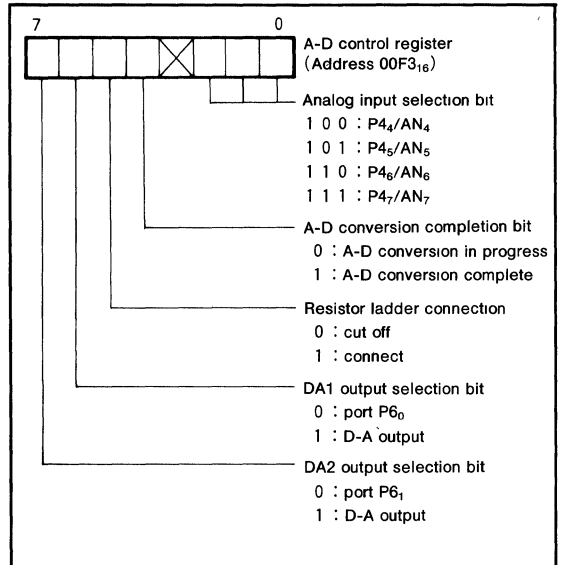 7 0
A-D control register
(Address 00F3₁₆)
Analog input selection bit
1 0 0 : P4₄/AN₄
1 0 1 : P4₅/AN₅
1 1 0 : P4₆/AN₆
1 1 1 : P4₇/AN₇
A-D conversion completion bit
0 : A-D conversion in progress
1 : A-D conversion complete
Resistor ladder connection
0 : cut off
1 : connect
DA1 output selection bit
0 : port P6₀
1 : D-A output
DA2 output selection bit
0 : port P6₁
1 : D-A output